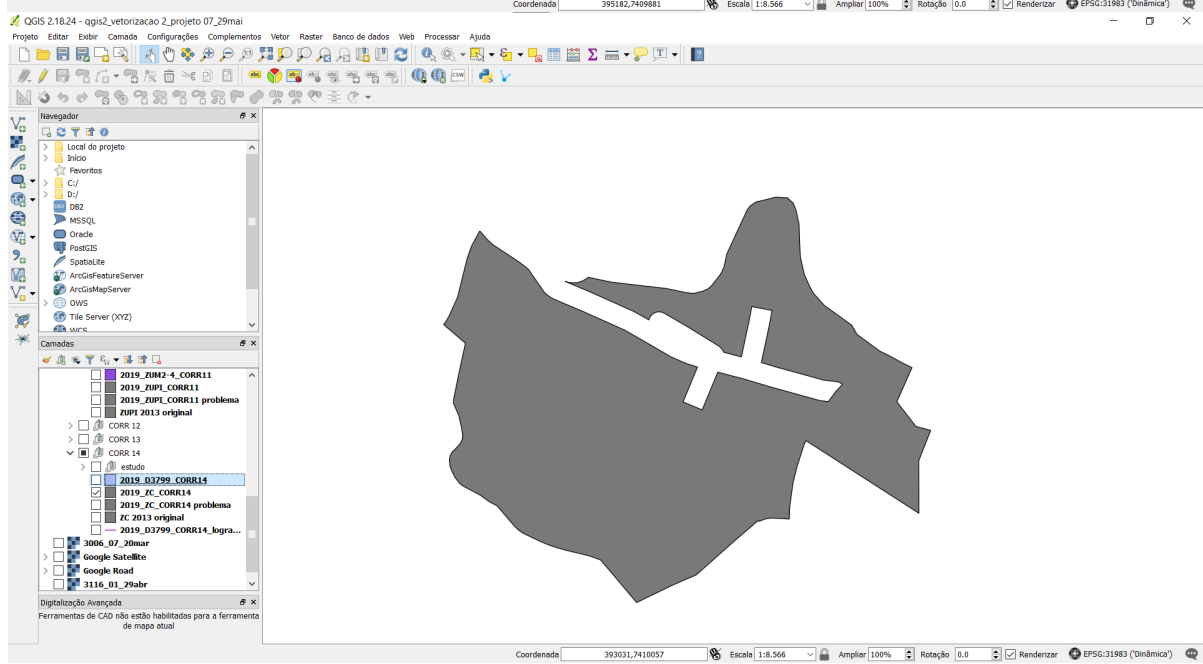 Coordenada 395182,7409881 Escala 1:8.566 Ampliar 100% Rotação 0.0 Renderizar EPSG:31983 ('Dinâmica')
QGIS 2.18.24 - qgis2_vetorizacao 2_projeto 07_29mai
Projeto Editar Exibir Camada Configurações Complementos Vetor Raster Banco de dados Web Processar Ajuda
Navegador
Local do projeto
Início
Favoritos
C:/
D:/
DB2
MSSQL
Oracle
PostGIS
SpatiaLite
ArcGisFeatureServer
ArcGisMapServer
OWS
Tile Server (XYZ)
WCS
Camadas
2019_ZUM2-4_CORR11
2019_ZUPI_CORR11
2019_ZUPI_CORR11 problema
ZUPI 2013 original
CORR 12
CORR 13
CORR 14
estudo
2019_D3799_CORR14
2019_ZC_CORR14
2019_ZC_CORR14 problema
ZC 2013 original
2019_D3799_CORR14_logra...
3006_07_20mar
Google Satellite
Google Road
3116_01_29abr
Digitalização Avançada
Ferramentas de CAD não estão habilitadas para a ferramenta
de mapa atual
Coordenada 393031,7410057 Escala 1:8.566 Ampliar 100% Rotação 0.0 Renderizar EPSG:31983 ('Dinâmica')